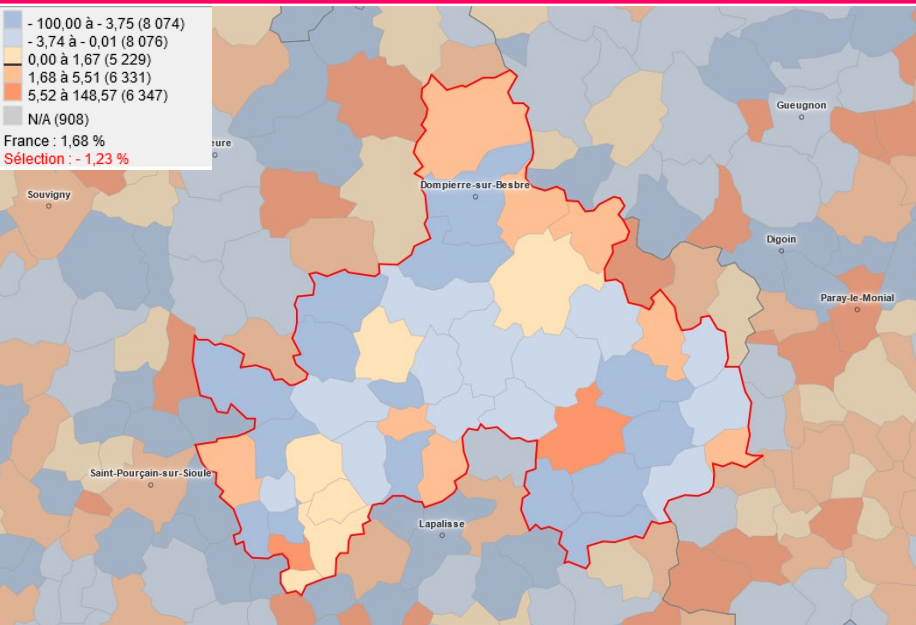 - 100,00 à - 3,75 (8 074)
- 3,74 à - 0,01 (8 076)
0,00 à 1,67 (5 229)
1,68 à 5,51 (6 331)
5,52 à 148,57 (6 347)
N/A (908)
France : 1,68 %
Sélection : - 1,23 %
Gueugnon
eure
Dompierre-sur-Besbre
Souvigny
Digoin
Paray-le-Monial
Saint-Pourçain-sur-Sioule
Lapalisse